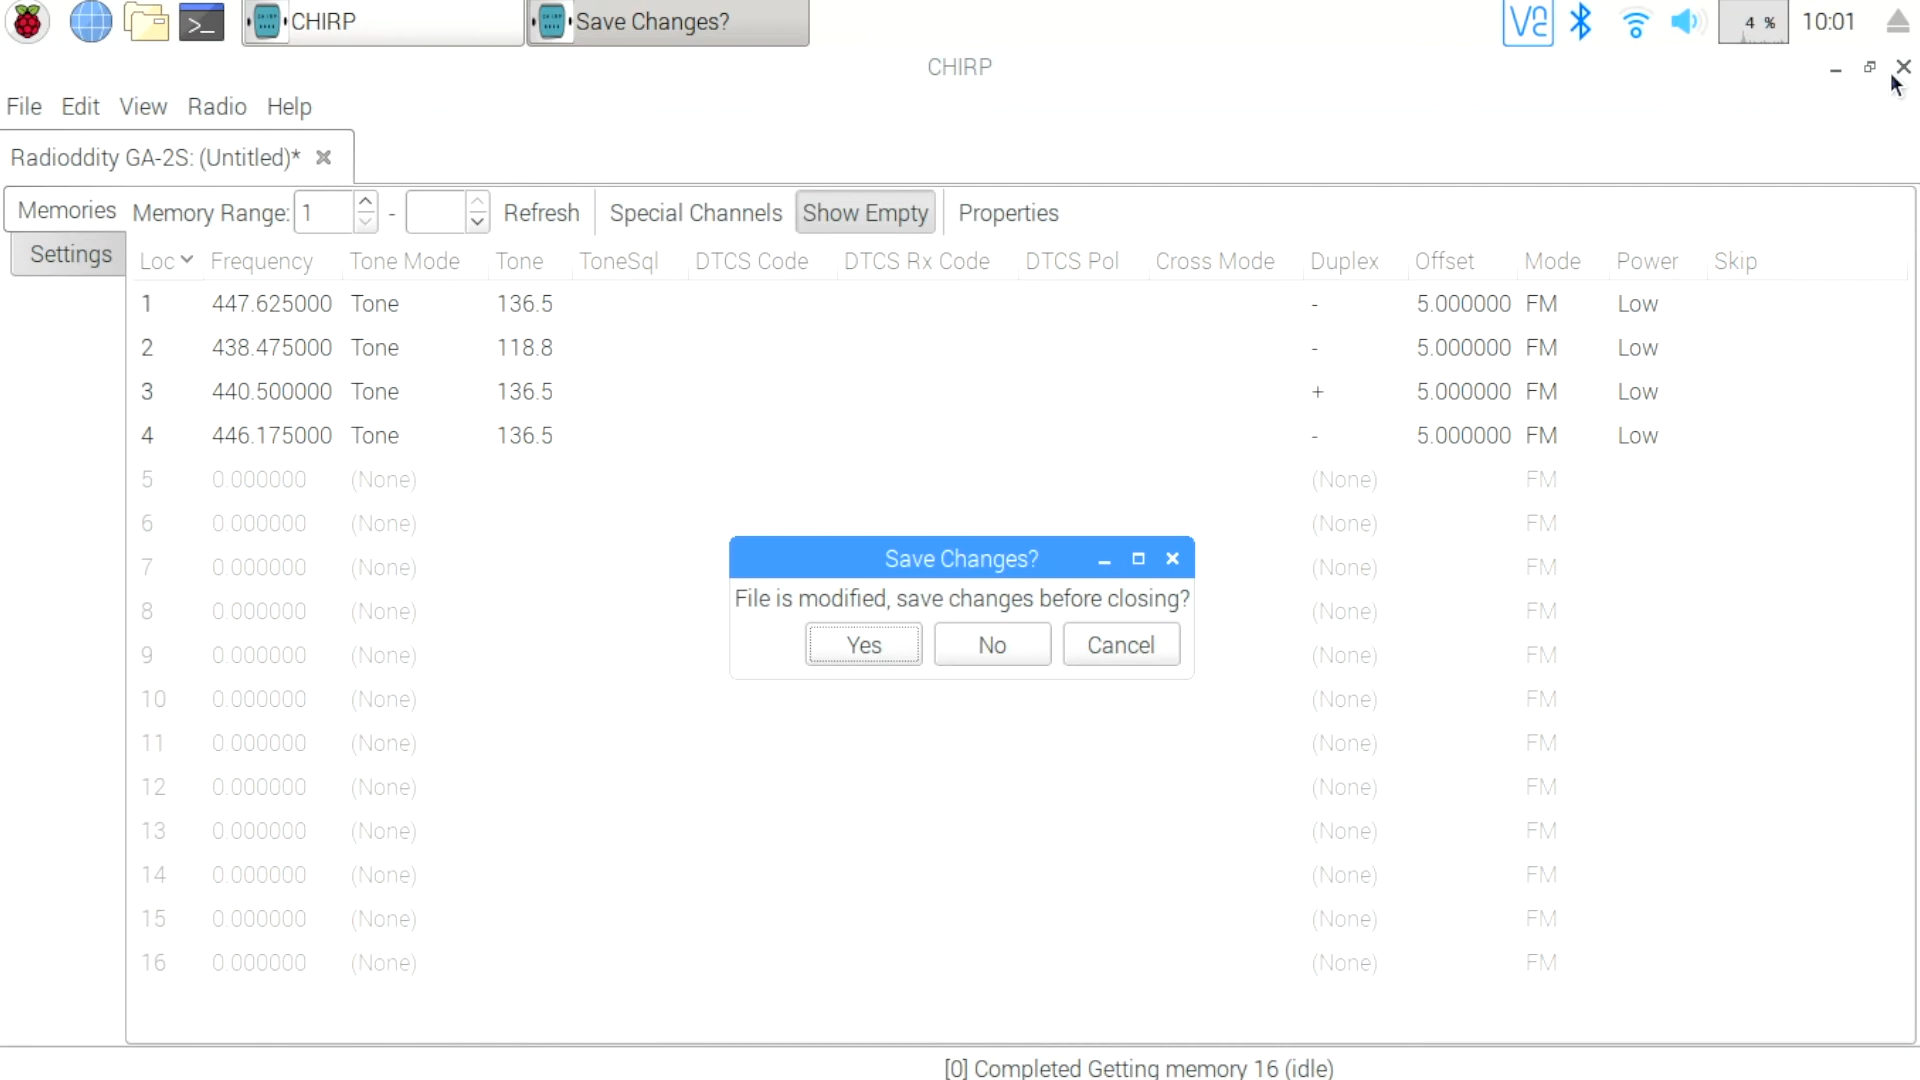 CHIRP Save Changes? 4 % 10:01
CHIRP
File Edit View Radio Help
Radioddity GA-2S: (Untitled)*
Memories Memory Range: 1 - Refresh Special Channels Show Empty Properties
Settings
Loc Frequency Tone Mode Tone ToneSql DTCS Code DTCS Rx Code DTCS Pol Cross Mode Duplex Offset Mode Power Skip
1 447.625000 Tone 136.5 - 5.000000 FM Low
2 438.475000 Tone 118.8 - 5.000000 FM Low
3 440.500000 Tone 136.5 + 5.000000 FM Low
4 446.175000 Tone 136.5 - 5.000000 FM Low
5 0.000000 (None) (None) FM
6 0.000000 (None) (None) FM
7 0.000000 (None) (None) FM
8 0.000000 (None) (None) FM
9 0.000000 (None) (None) FM
10 0.000000 (None) (None) FM
11 0.000000 (None) (None) FM
12 0.000000 (None) (None) FM
13 0.000000 (None) (None) FM
14 0.000000 (None) (None) FM
15 0.000000 (None) (None) FM
16 0.000000 (None) (None) FM
Save Changes?
File is modified, save changes before closing?
Yes No Cancel
[0] Completed Getting memory 16 (idle)